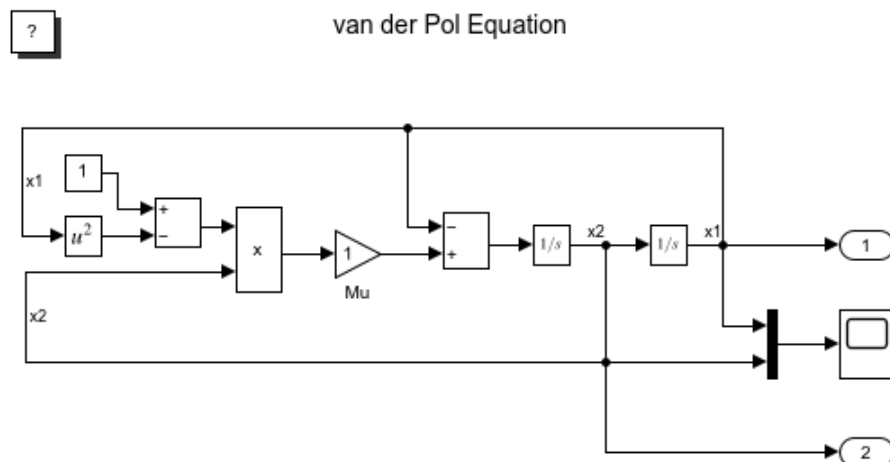 ?
van der Pol Equation
x1
1
+
−
u²
x
1
Mu
−
+
1/s
x2
1/s
x1
1
x2
2